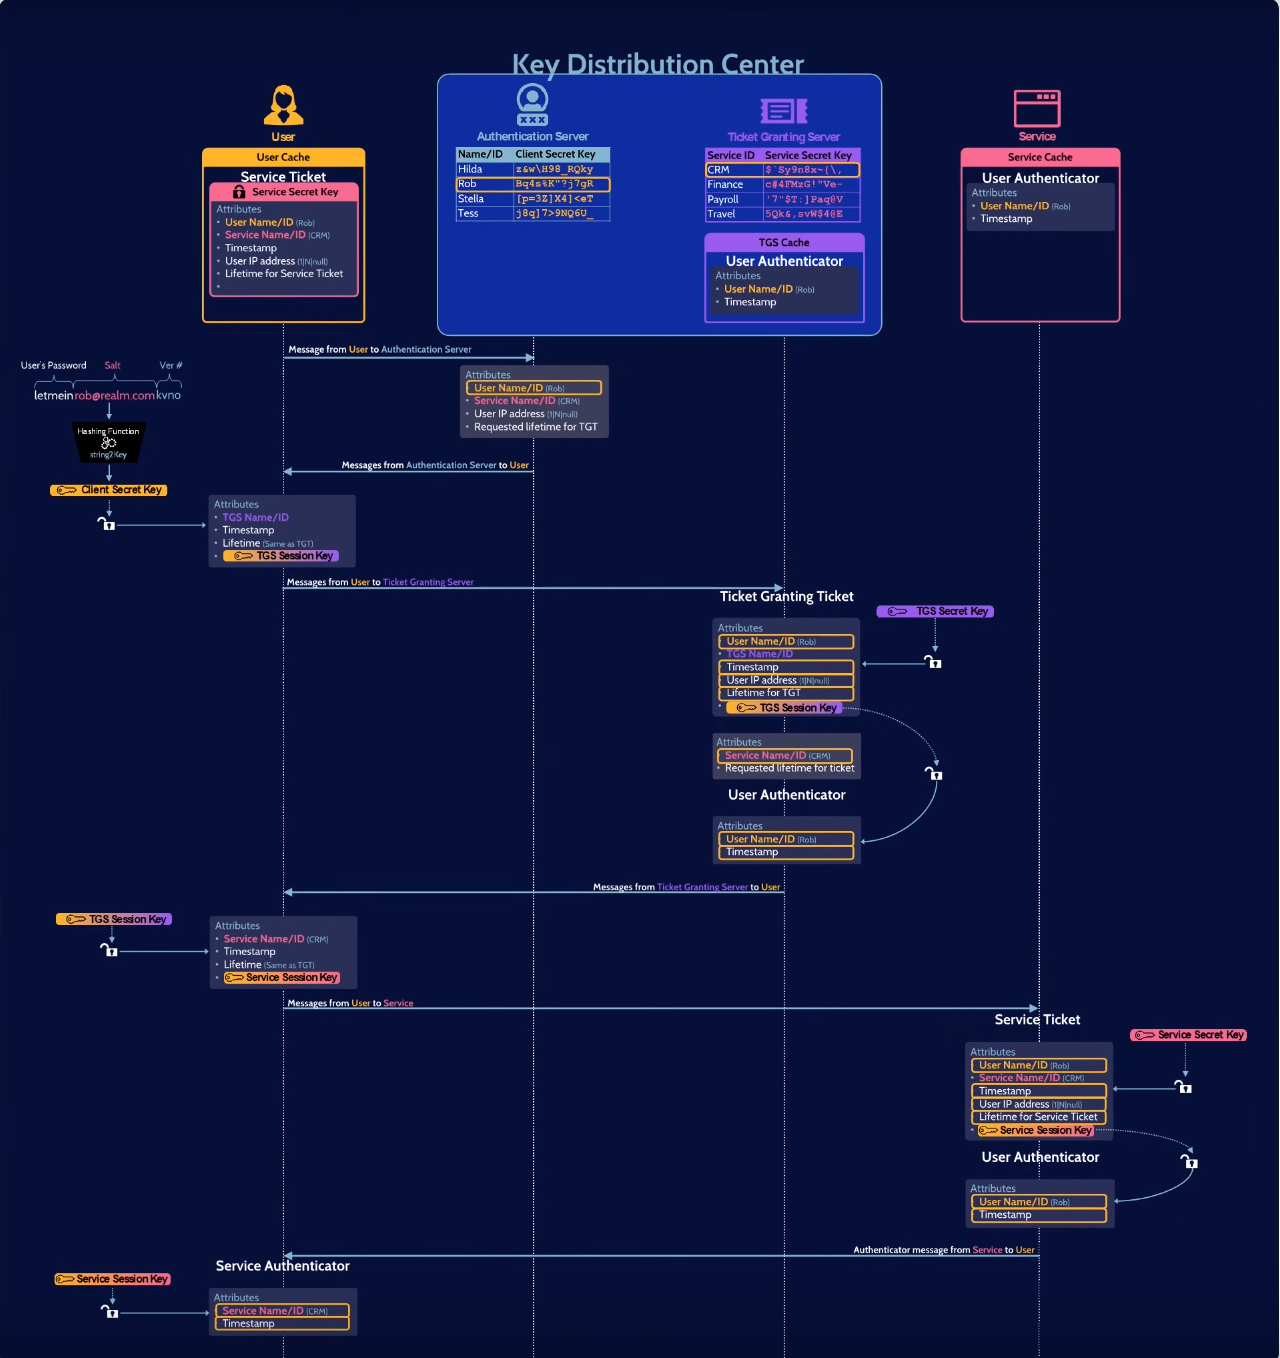 Key Distribution Center
User
Authentication Server
Ticket Granting Server
Service
User Cache
Service Ticket
Service Secret Key
Attributes
• User Name/ID (Rob)
• Service Name/ID (CRM)
• Timestamp
• User IP address (1|N|null)
• Lifetime for Service Ticket
•
Name/ID Client Secret Key
Hilda z&w\H98_RQky
Rob Bq4s%K"?j7gR
Stella [p=3Z]X4]<eT
Tess j8q]7>9NQ6U_
Service ID Service Secret Key
CRM $`Sy9n8x~(\,
Finance c#4FMzG!"Ve-
Payroll '7"$T:]Paq@V
Travel 5Qk&,svW$4@E
TGS Cache
User Authenticator
Attributes
• User Name/ID (Rob)
• Timestamp
Service Cache
User Authenticator
Attributes
• User Name/ID (Rob)
• Timestamp
Message from User to Authentication Server
Attributes
User Name/ID (Rob)
• Service Name/ID (CRM)
• User IP address (1|N|null)
• Requested lifetime for TGT
User's Password Salt Ver #
letmeinrob@realm.comkvno
Hashing Function
string2Key
Client Secret Key
Messages from Authentication Server to User
Attributes
• TGS Name/ID
• Timestamp
• Lifetime (Same as TGT)
• TGS Session Key
Messages from User to Ticket Granting Server
Ticket Granting Ticket
TGS Secret Key
Attributes
User Name/ID (Rob)
• TGS Name/ID
Timestamp
User IP address (1|N|null)
Lifetime for TGT
• TGS Session Key
Attributes
Service Name/ID (CRM)
• Requested lifetime for ticket
User Authenticator
Attributes
User Name/ID (Rob)
Timestamp
Messages from Ticket Granting Server to User
TGS Session Key
Attributes
• Service Name/ID (CRM)
• Timestamp
• Lifetime (Same as TGT)
• Service Session Key
Messages from User to Service
Service Ticket
Service Secret Key
Attributes
User Name/ID (Rob)
• Service Name/ID (CRM)
Timestamp
User IP address (1|N|null)
Lifetime for Service Ticket
• Service Session Key
User Authenticator
Attributes
User Name/ID (Rob)
Timestamp
Authenticator message from Service to User
Service Authenticator
Service Session Key
Attributes
Service Name/ID (CRM)
Timestamp